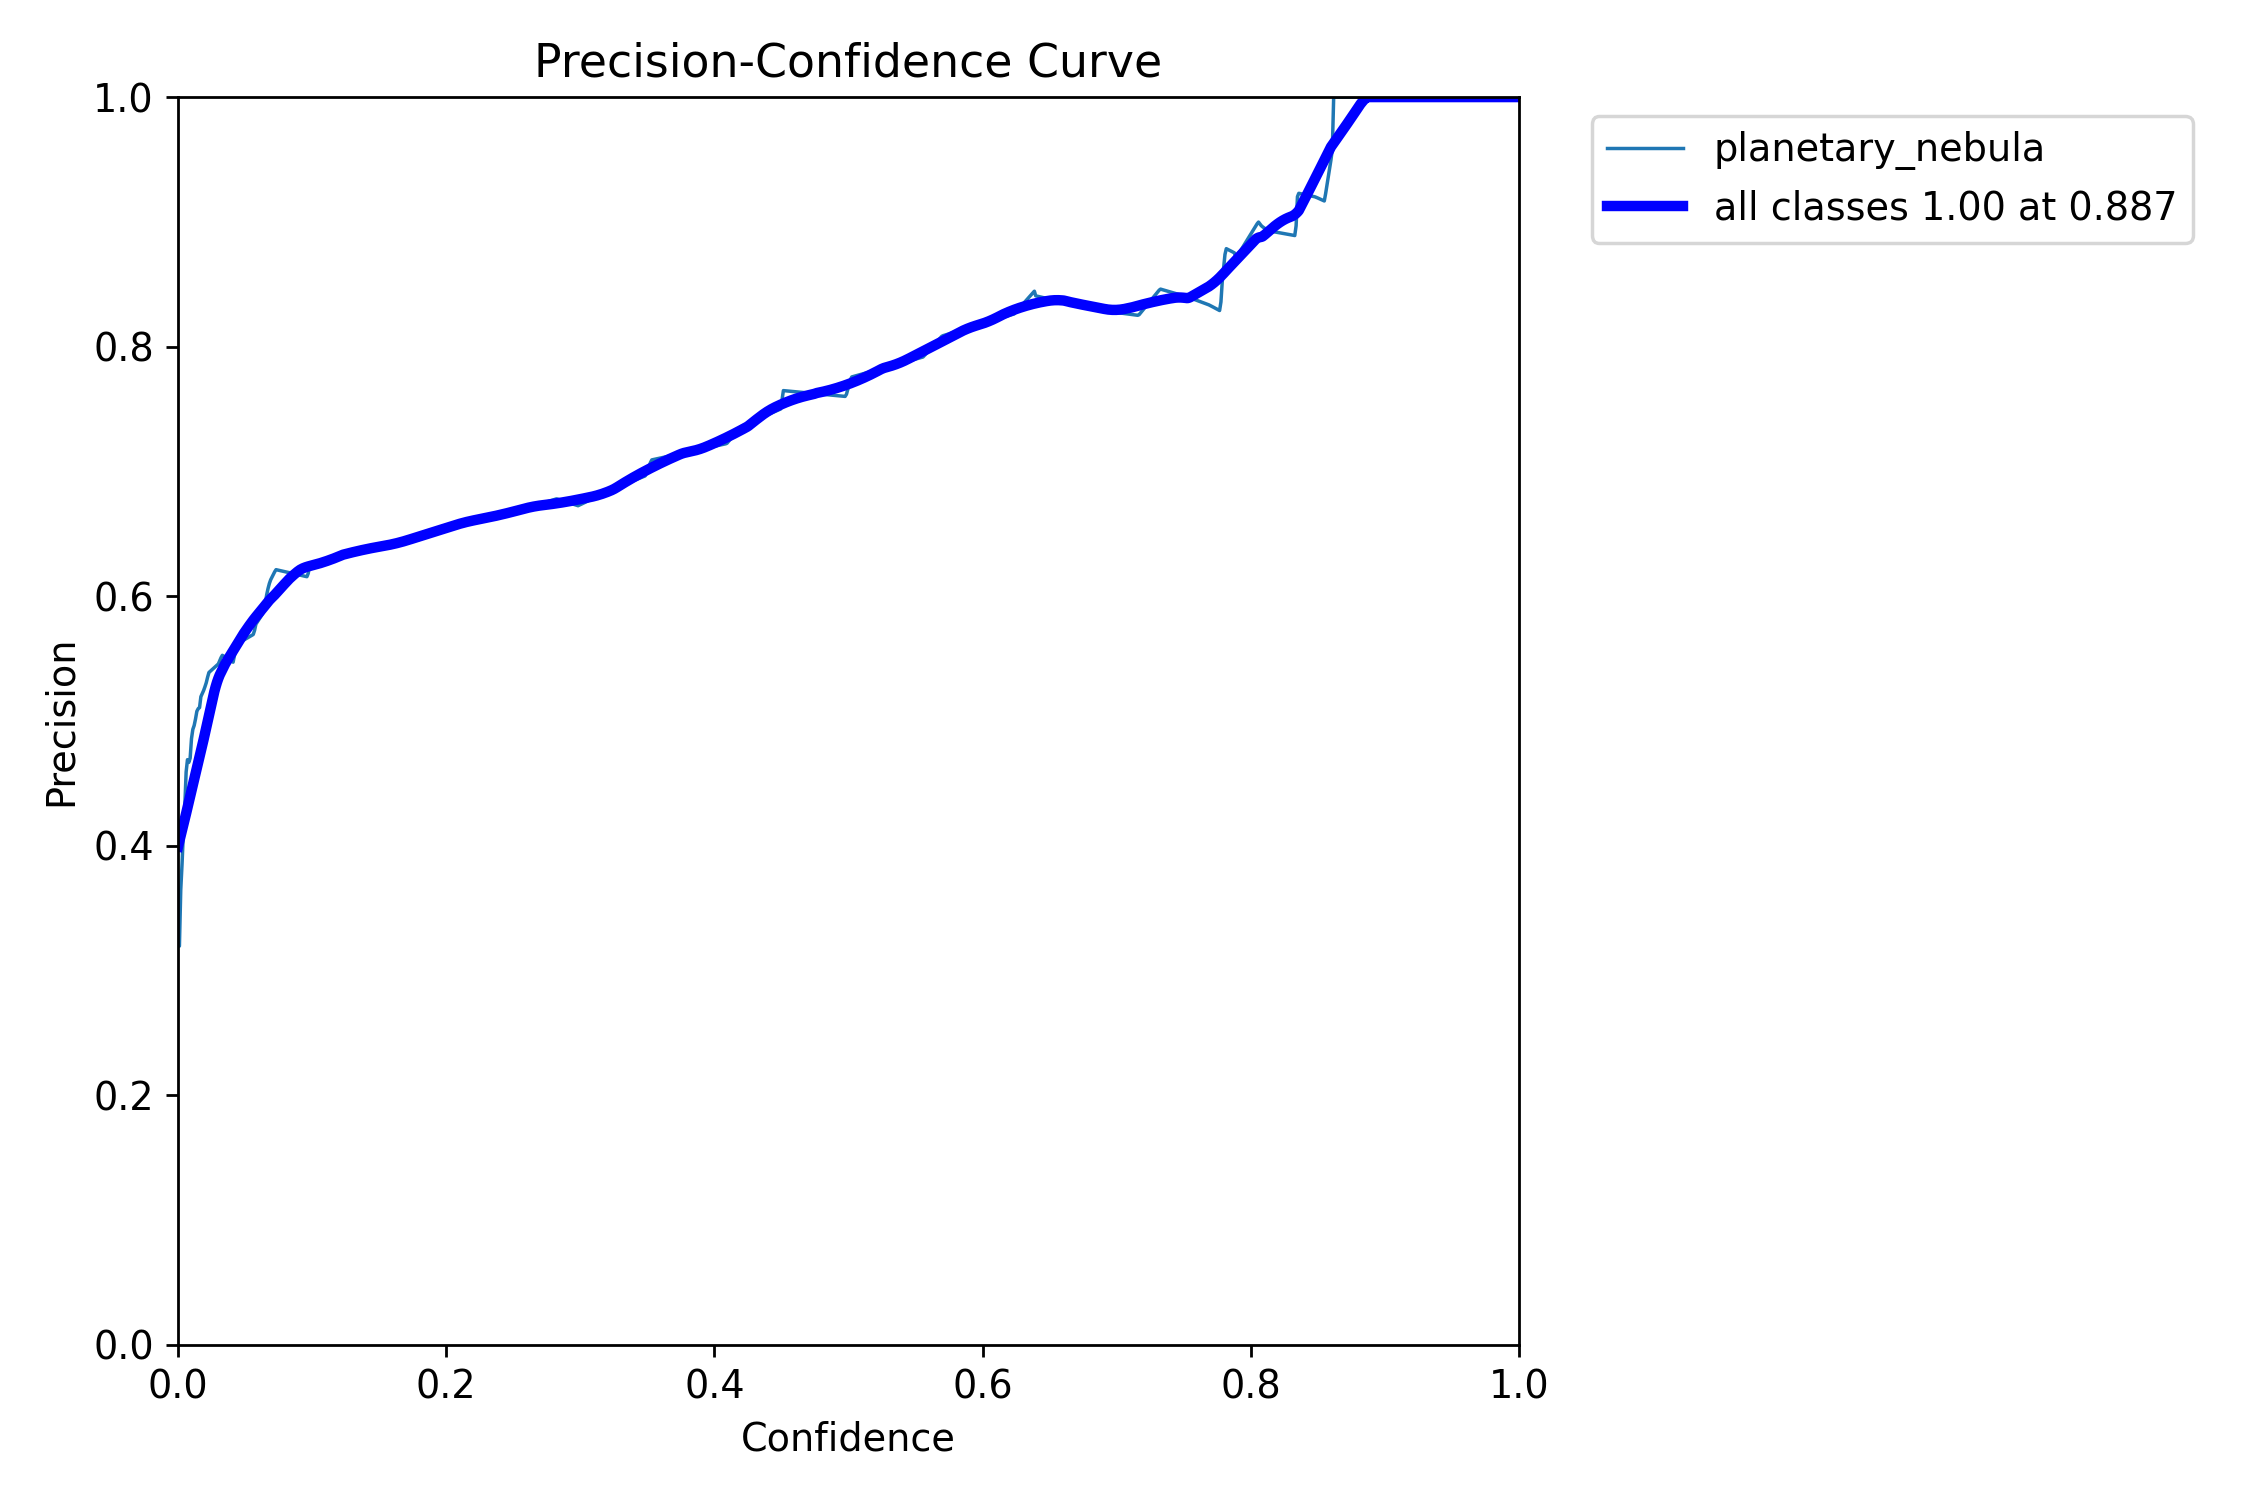 Precision-Confidence Curve
1.0
0.8
0.6
0.4
0.2
0.0
Precision
0.0 0.2 0.4 0.6 0.8 1.0
Confidence
planetary_nebula
all classes 1.00 at 0.887